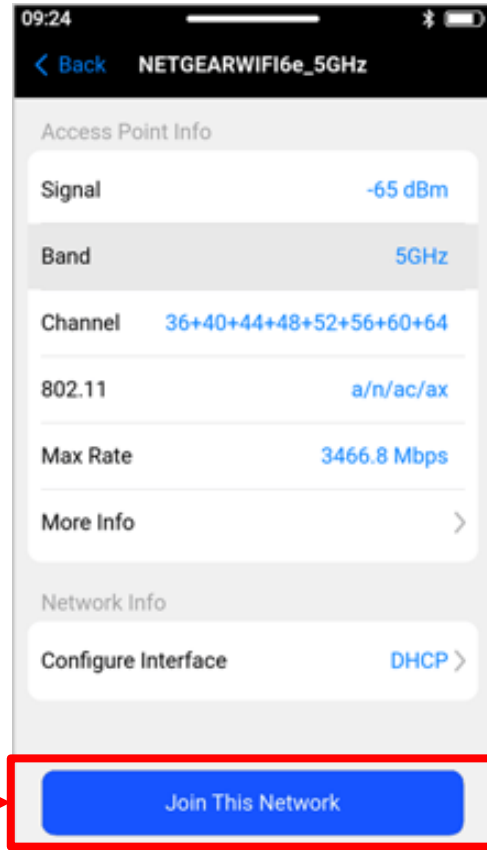 09:24
Back NETGEARWIFI6e_5GHz
Access Point Info
Signal -65 dBm
Band 5GHz
Channel 36+40+44+48+52+56+60+64
802.11 a/n/ac/ax
Max Rate 3466.8 Mbps
More Info
Network Info
Configure Interface DHCP
Join This Network